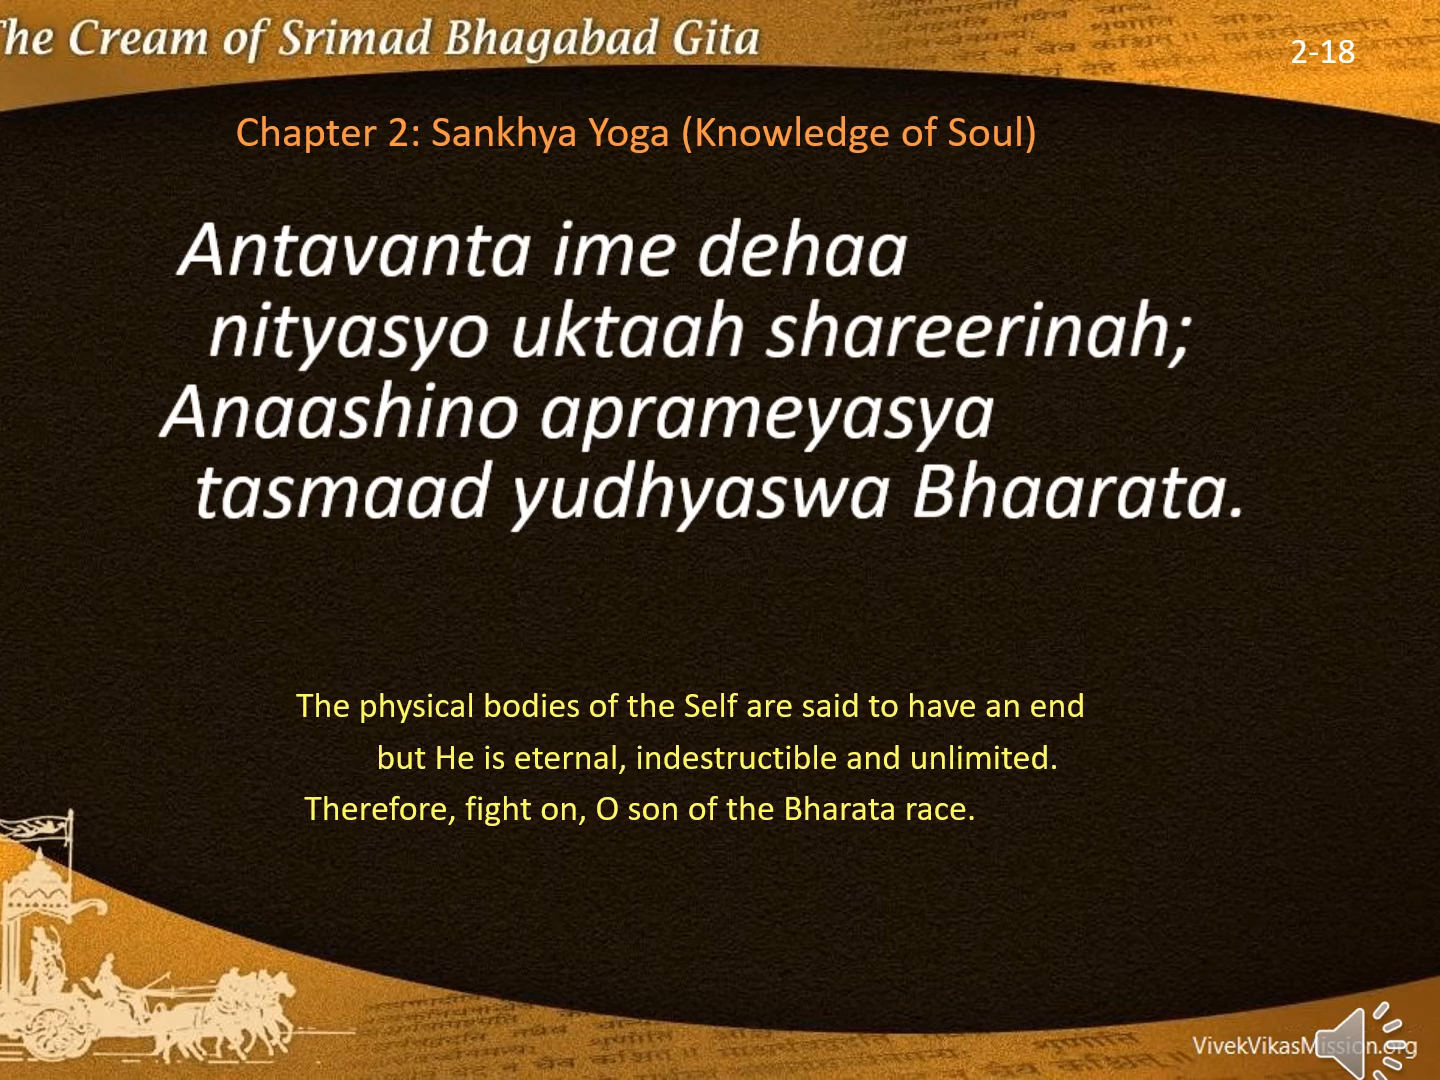 The Cream of Srimad Bhagabad Gita
2-18
Chapter 2: Sankhya Yoga (Knowledge of Soul)
Antavanta ime dehaa
nityasyo uktaah shareerinah;
Anaashino aprameyasya
tasmaad yudhyaswa Bhaarata.
The physical bodies of the Self are said to have an end
but He is eternal, indestructible and unlimited.
Therefore, fight on, O son of the Bharata race.
VivekVikasMission.org